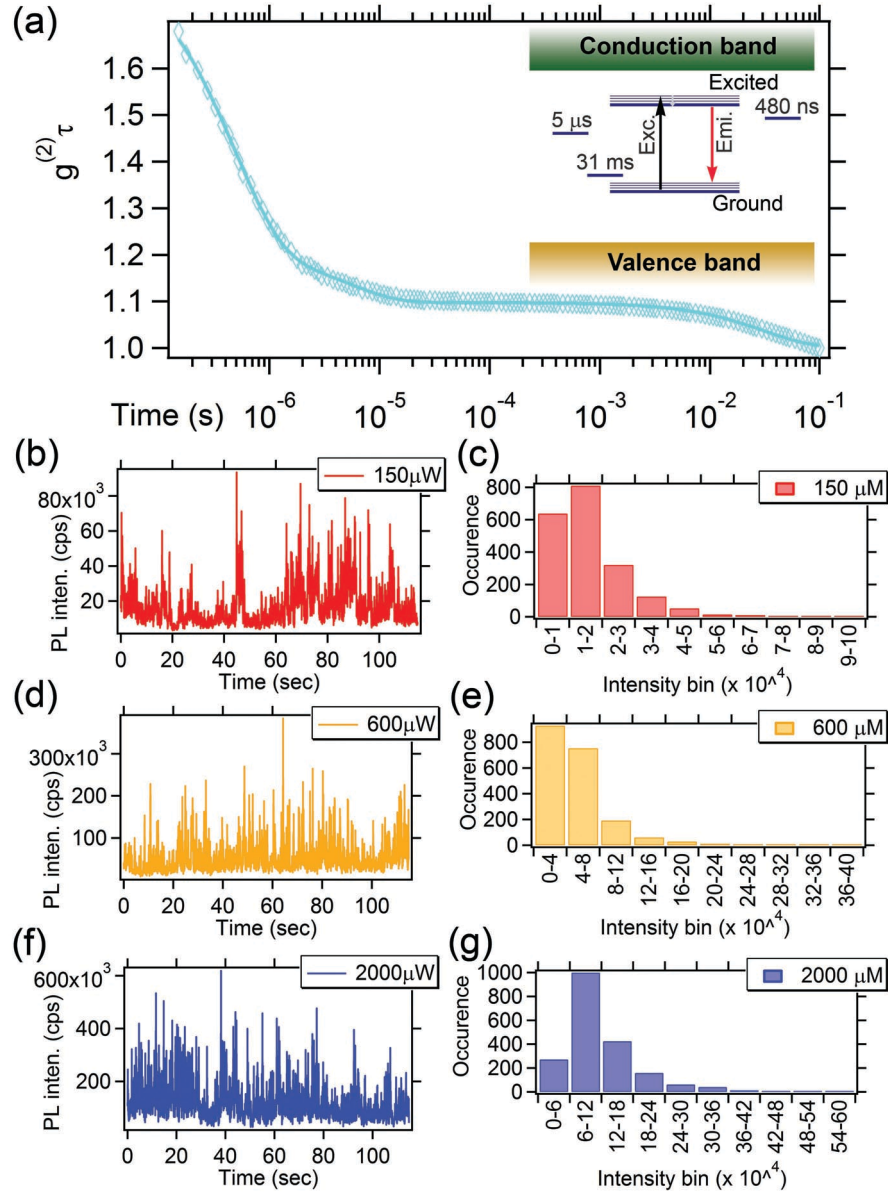 (a)
1.6
1.5
1.4
1.3
1.2
1.1
1.0
g(2)τ
Conduction band
Excited
480 ns
5 μs
31 ms
Exc.
Emi.
Ground
Valence band
Time (s)
10-6
10-5
10-4
10-3
10-2
10-1
(b)
150μW
80x103
60
40
20
PL inten. (cps)
0
20
40
60
80
100
Time (sec)
(c)
150 μM
800
600
400
200
0
Occurence
0-1
1-2
2-3
3-4
4-5
5-6
6-7
7-8
8-9
9-10
Intensity bin (x 10^4)
(d)
600μW
300x103
200
100
PL inten. (cps)
0
20
40
60
80
100
Time (sec)
(e)
600 μM
800
600
400
200
0
Occurence
0-4
4-8
8-12
12-16
16-20
20-24
24-28
28-32
32-36
36-40
Intensity bin (x 10^4)
(f)
2000μW
600x103
400
200
PL inten. (cps)
0
20
40
60
80
100
Time (sec)
(g)
2000 μM
1000
800
600
400
200
0
Occurence
0-6
6-12
12-18
18-24
24-30
30-36
36-42
42-48
48-54
54-60
Intensity bin (x 10^4)